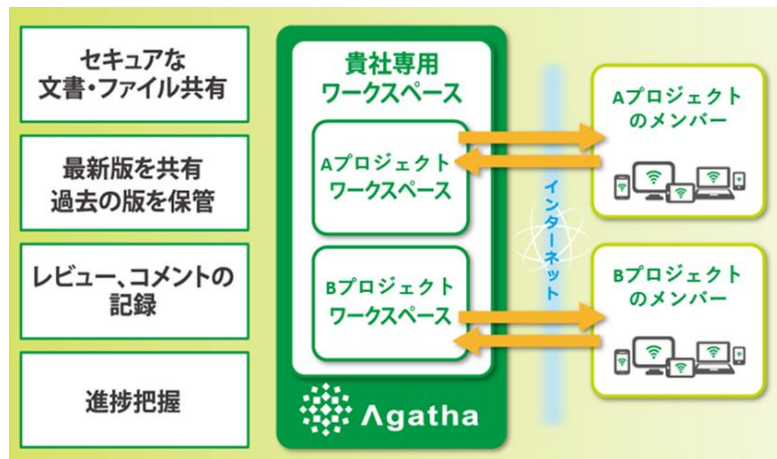 セキュアな
文書・ファイル共有
最新版を共有
過去の版を保管
レビュー、コメントの
記録
進捗把握
貴社専用
ワークスペース
Aプロジェクト
ワークスペース
Bプロジェクト
ワークスペース
Agatha
インターネット
Aプロジェクト
のメンバー
Bプロジェクト
のメンバー